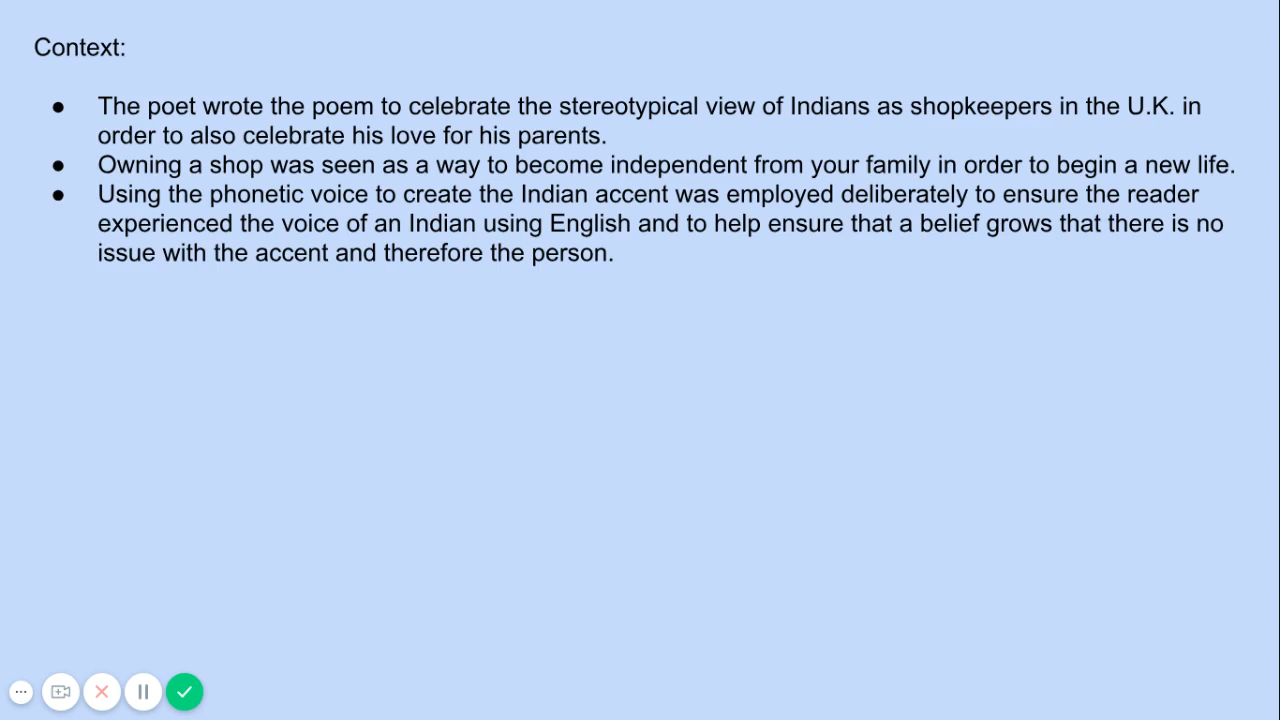 Context:
● The poet wrote the poem to celebrate the stereotypical view of Indians as shopkeepers in the U.K. in
order to also celebrate his love for his parents.
● Owning a shop was seen as a way to become independent from your family in order to begin a new life.
● Using the phonetic voice to create the Indian accent was employed deliberately to ensure the reader
experienced the voice of an Indian using English and to help ensure that a belief grows that there is no
issue with the accent and therefore the person.